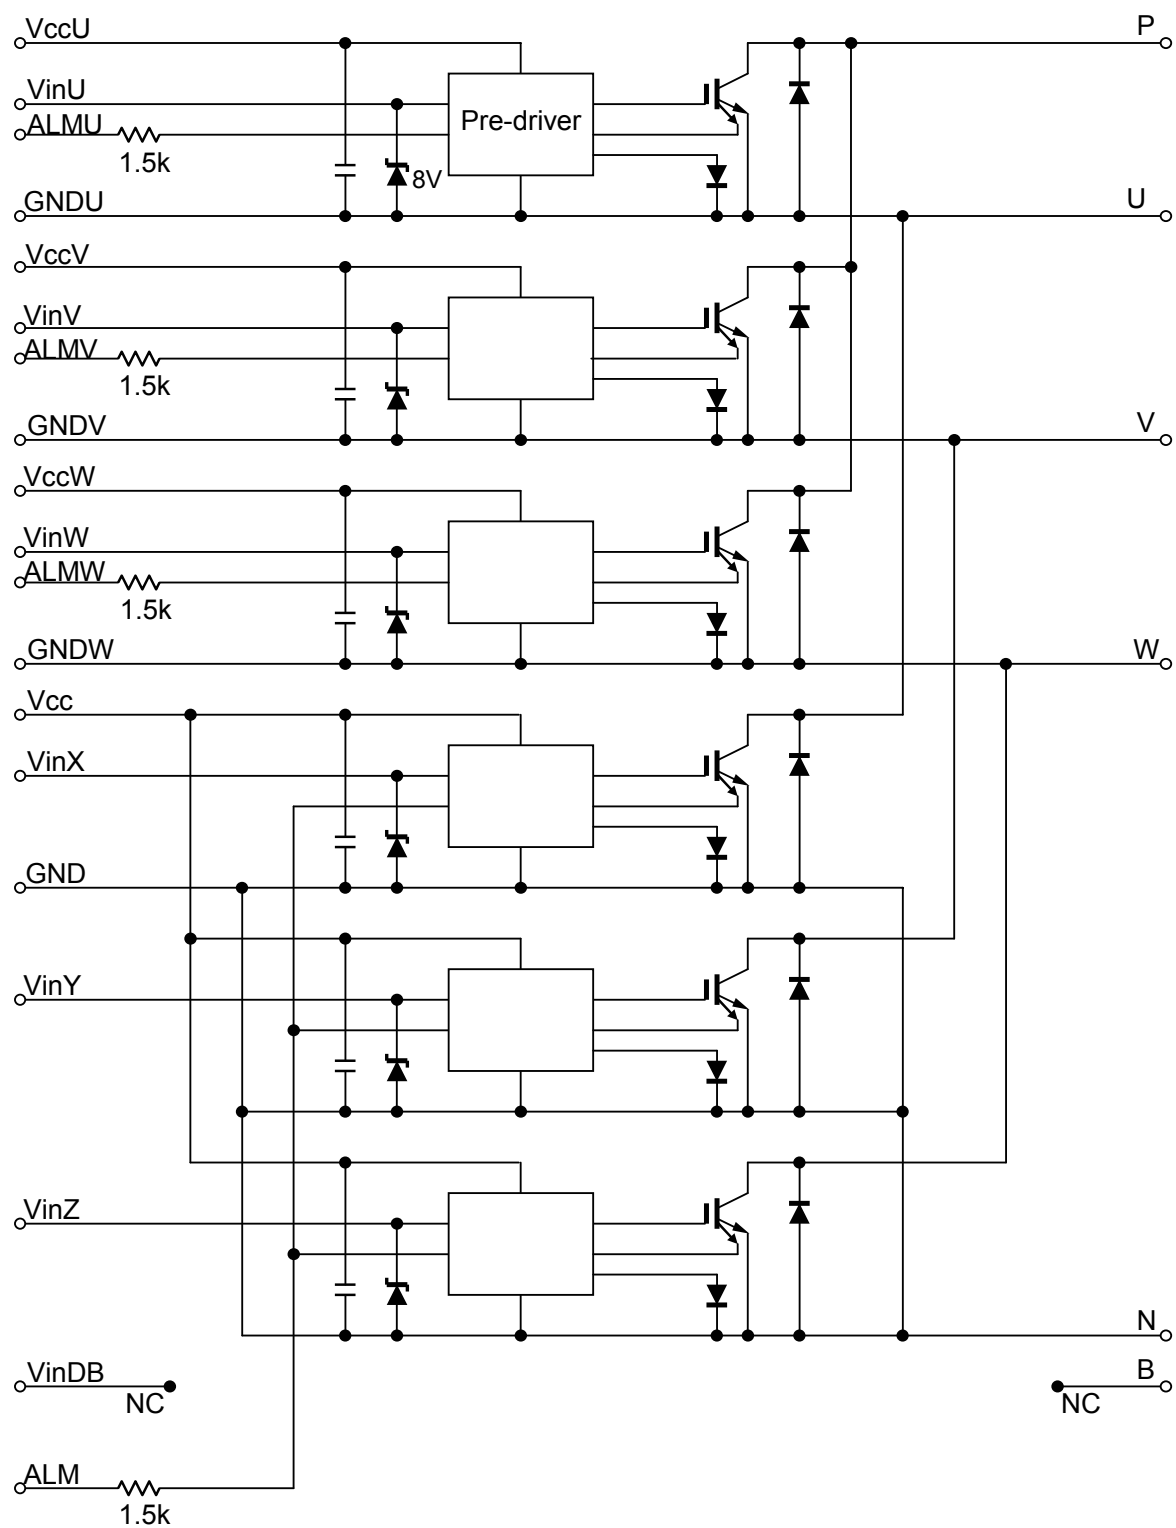 VccU
P
VinU
ALMU
Pre-driver
1.5k
8V
GNDU
U
VccV
VinV
ALMV
1.5k
GNDV
V
VccW
VinW
ALMW
1.5k
GNDW
W
Vcc
VinX
GND
VinY
VinZ
N
VinDB
B
NC
NC
ALM
1.5k